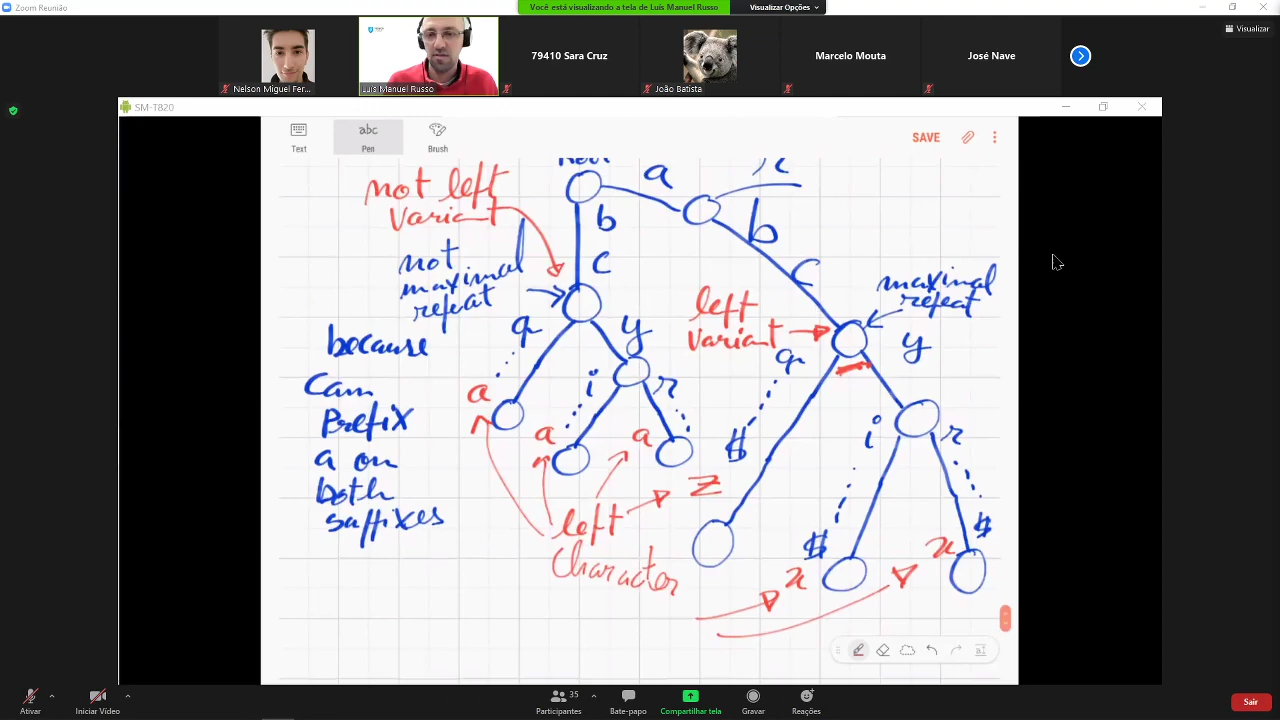 Zoom Reunião
Você está visualizando a tela de Luís Manuel Russo
Visualizar Opções
Visualizar
Nelson Miguel Fer...
Luís Manuel Russo
79410 Sara Cruz
João Batista
Marcelo Mouta
José Nave
SM-T820
Text
abc
Pen
Brush
SAVE
not left
variant
a
b
c
b
c
not
maximal
repeat
maximal
repeat
left
variant
q
y
q
y
because
Can
Prefix
a on
both
suffixes
a
i
r
a
a
$
i
r
z
left
character
$
$
x
x
Ativar
Iniciar Vídeo
35
Participantes
Bate-papo
Compartilhar tela
Gravar
Reações
Sair